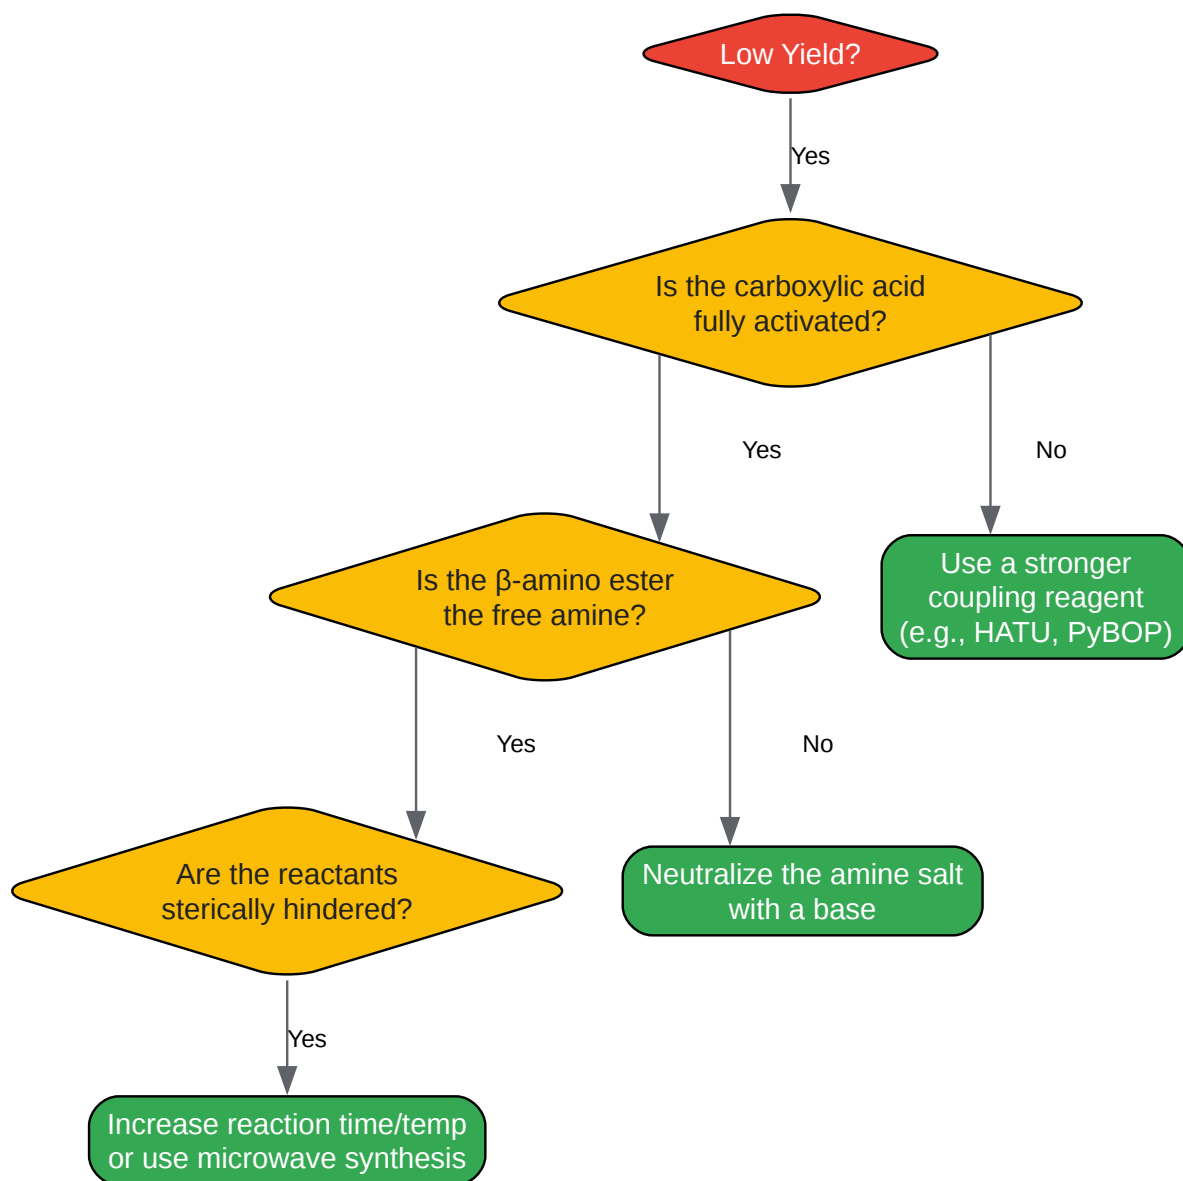 Low Yield?
Yes
Is the carboxylic acid
fully activated?
Yes
No
Is the β-amino ester
the free amine?
Use a stronger
coupling reagent
(e.g., HATU, PyBOP)
Yes
No
Are the reactants
sterically hindered?
Neutralize the amine salt
with a base
Yes
Increase reaction time/temp
or use microwave synthesis